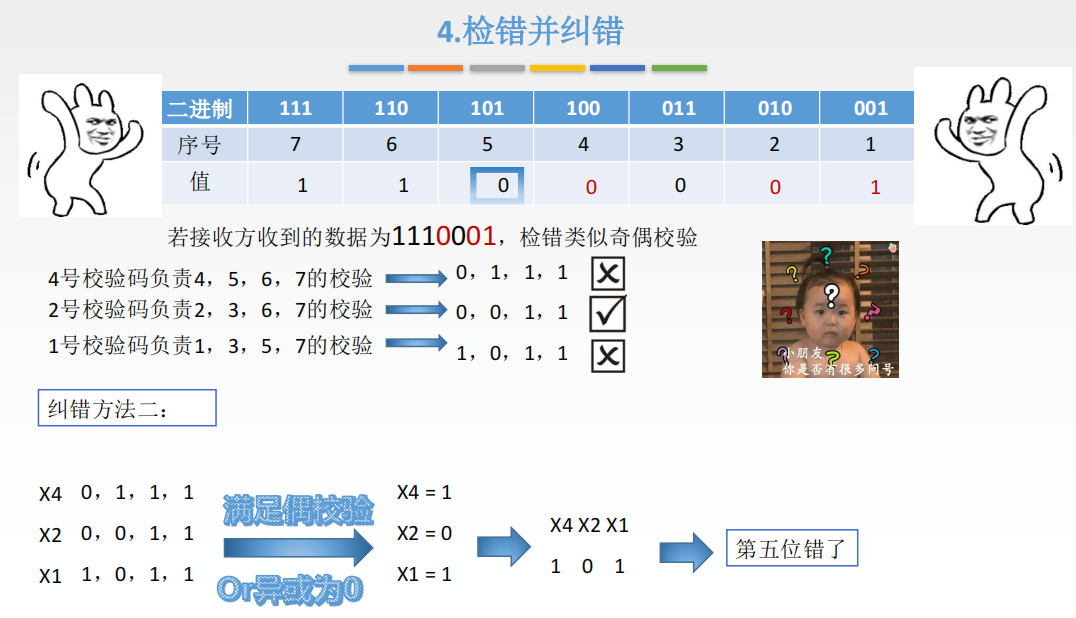 4.检错并纠错
二进制 111 110 101 100 011 010 001
序号 7 6 5 4 3 2 1
值 1 1 0 0 0 0 1
若接收方收到的数据为1110001，检错类似奇偶校验
4号校验码负责4，5，6，7的校验 0，1，1，1
2号校验码负责2，3，6，7的校验 0，0，1，1
1号校验码负责1，3，5，7的校验 1，0，1，1
小朋友
你是否有很多问号
纠错方法二：
X4 0，1，1，1
X2 0，0，1，1
X1 1，0，1，1
满足偶校验
Or异或为0
X4 = 1
X2 = 0
X1 = 1
X4 X2 X1
1 0 1
第五位错了